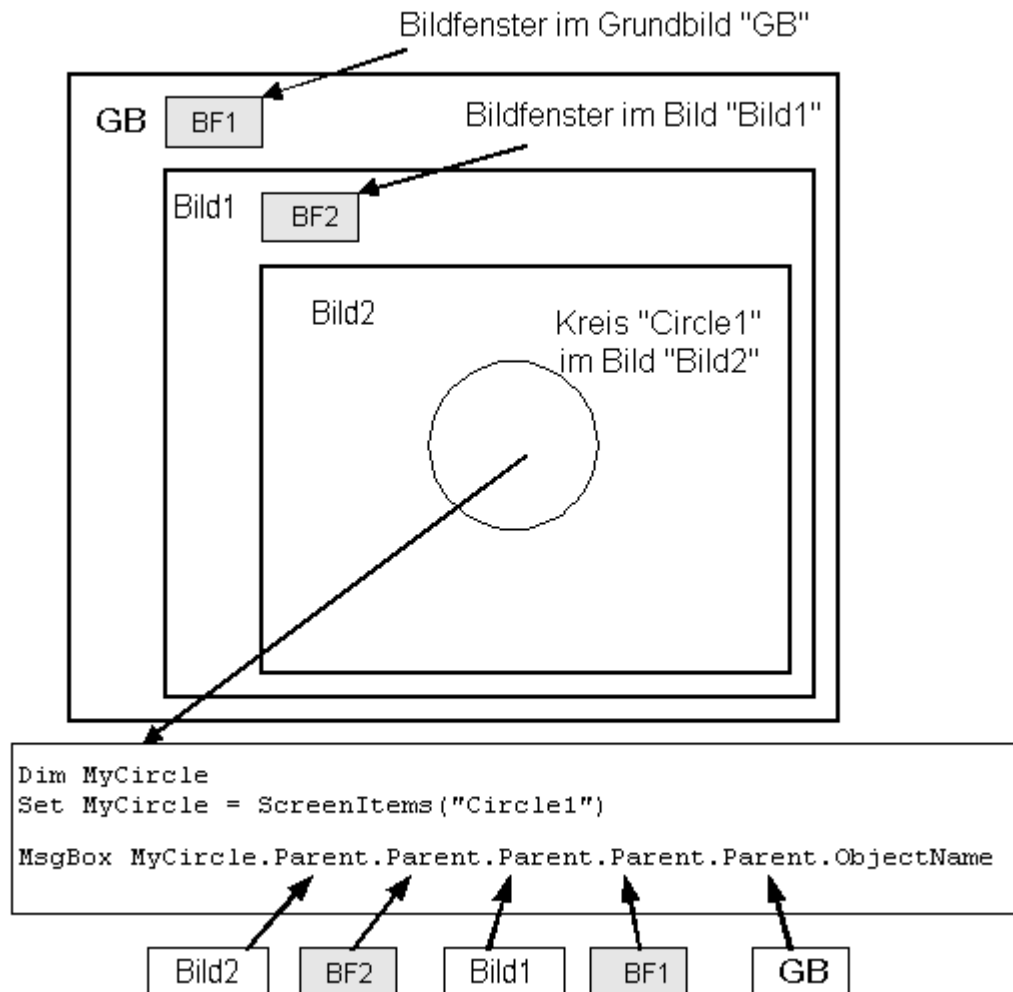 Bildfenster im Grundbild "GB"
GB
BF1
Bildfenster im Bild "Bild1"
Bild1
BF2
Bild2
Kreis "Circle1"
im Bild "Bild2"
Dim MyCircle
Set MyCircle = ScreenItems("Circle1")
MsgBox MyCircle.Parent.Parent.Parent.Parent.Parent.ObjectName
Bild2
BF2
Bild1
BF1
GB